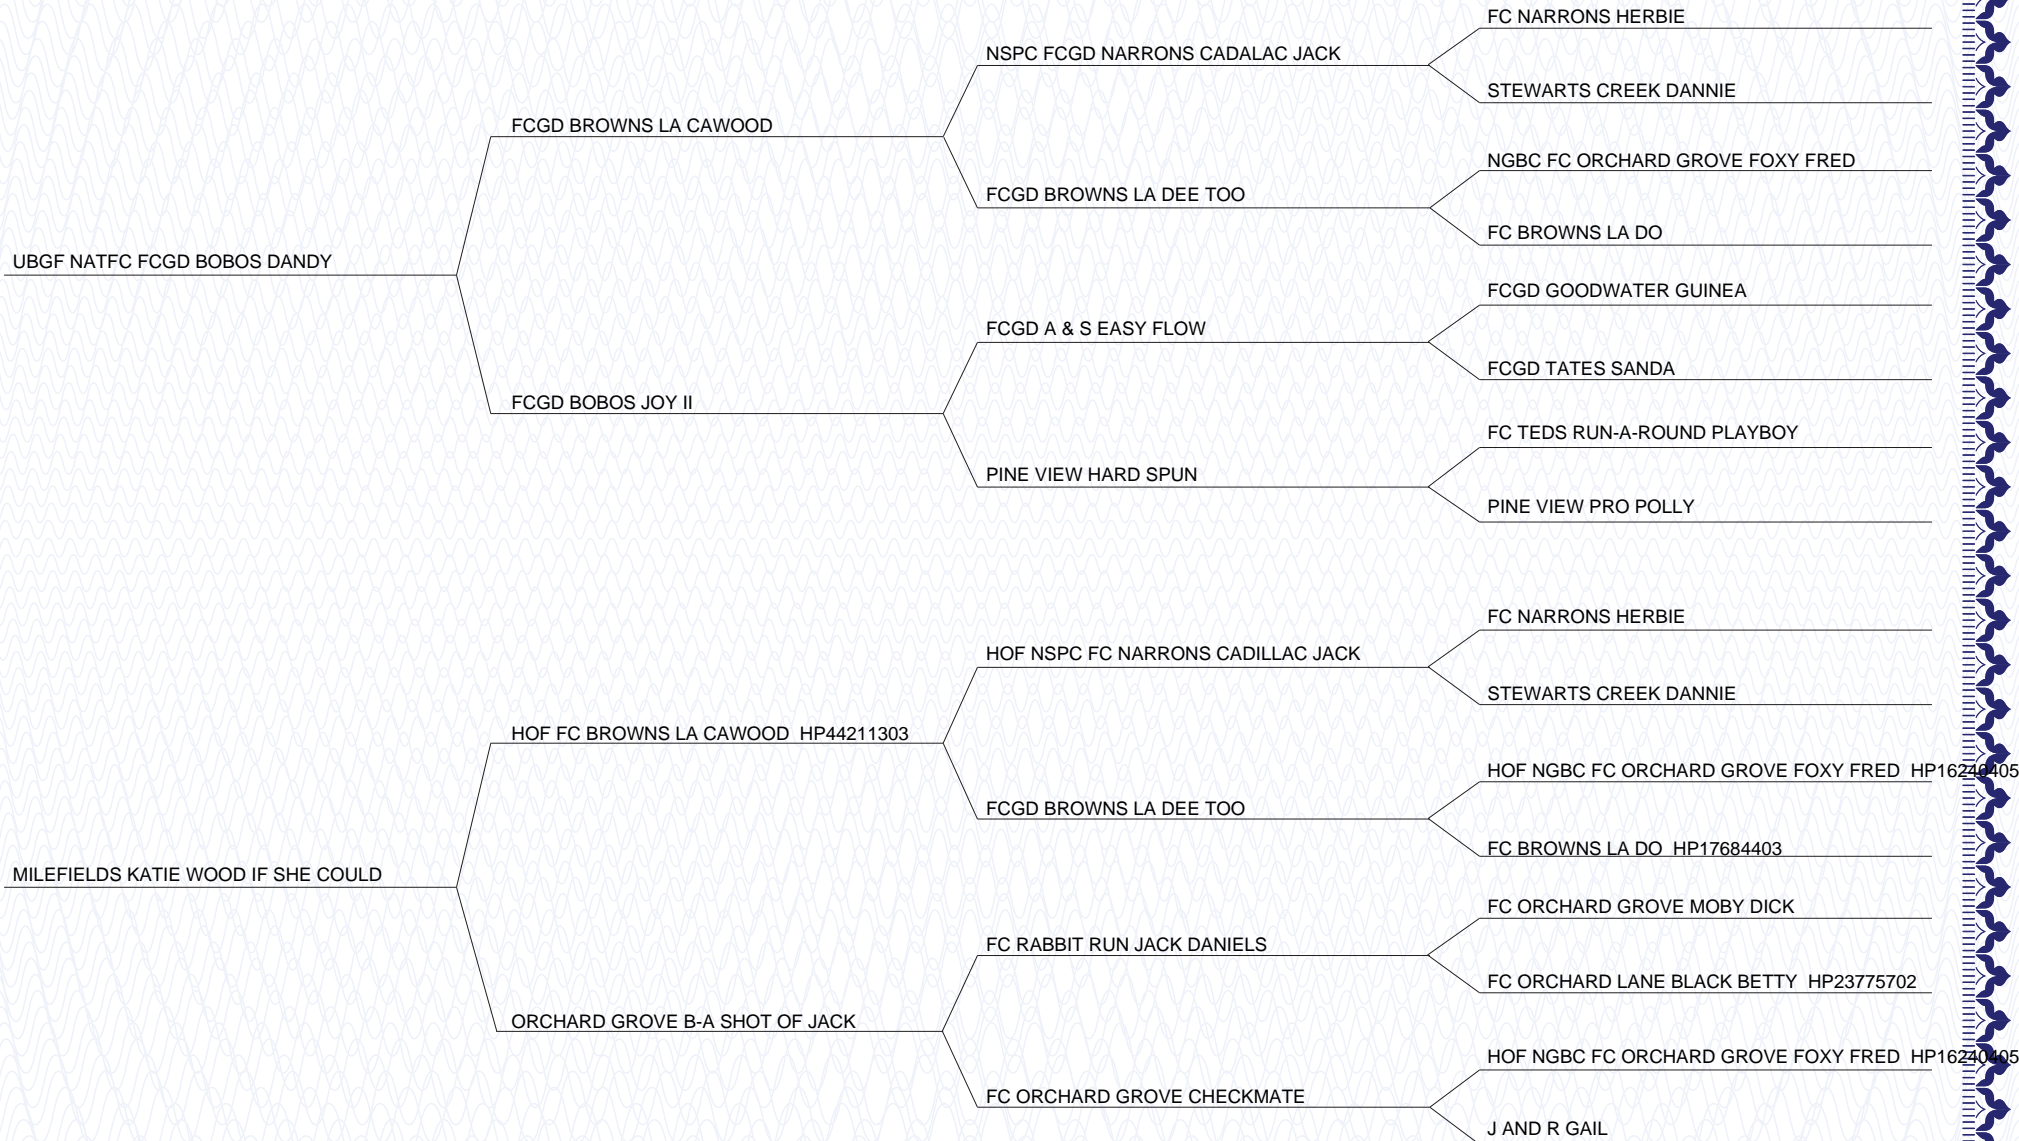 FC NARRONS HERBIE
NSPC FCGD NARRONS CADALAC JACK
STEWARTS CREEK DANNIE
FCGD BROWNS LA CAWOOD
NGBC FC ORCHARD GROVE FOXY FRED
FCGD BROWNS LA DEE TOO
FC BROWNS LA DO
UBGF NATFC FCGD BOBOS DANDY
FCGD GOODWATER GUINEA
FCGD A & S EASY FLOW
FCGD TATES SANDA
FCGD BOBOS JOY II
FC TEDS RUN-A-ROUND PLAYBOY
PINE VIEW HARD SPUN
PINE VIEW PRO POLLY
FC NARRONS HERBIE
HOF NSPC FC NARRONS CADILLAC JACK
STEWARTS CREEK DANNIE
HOF FC BROWNS LA CAWOOD HP44211303
HOF NGBC FC ORCHARD GROVE FOXY FRED HP16240405
FCGD BROWNS LA DEE TOO
FC BROWNS LA DO HP17684403
MILEFIELDS KATIE WOOD IF SHE COULD
FC ORCHARD GROVE MOBY DICK
FC RABBIT RUN JACK DANIELS
FC ORCHARD LANE BLACK BETTY HP23775702
ORCHARD GROVE B-A SHOT OF JACK
HOF NGBC FC ORCHARD GROVE FOXY FRED HP16240405
FC ORCHARD GROVE CHECKMATE
J AND R GAIL